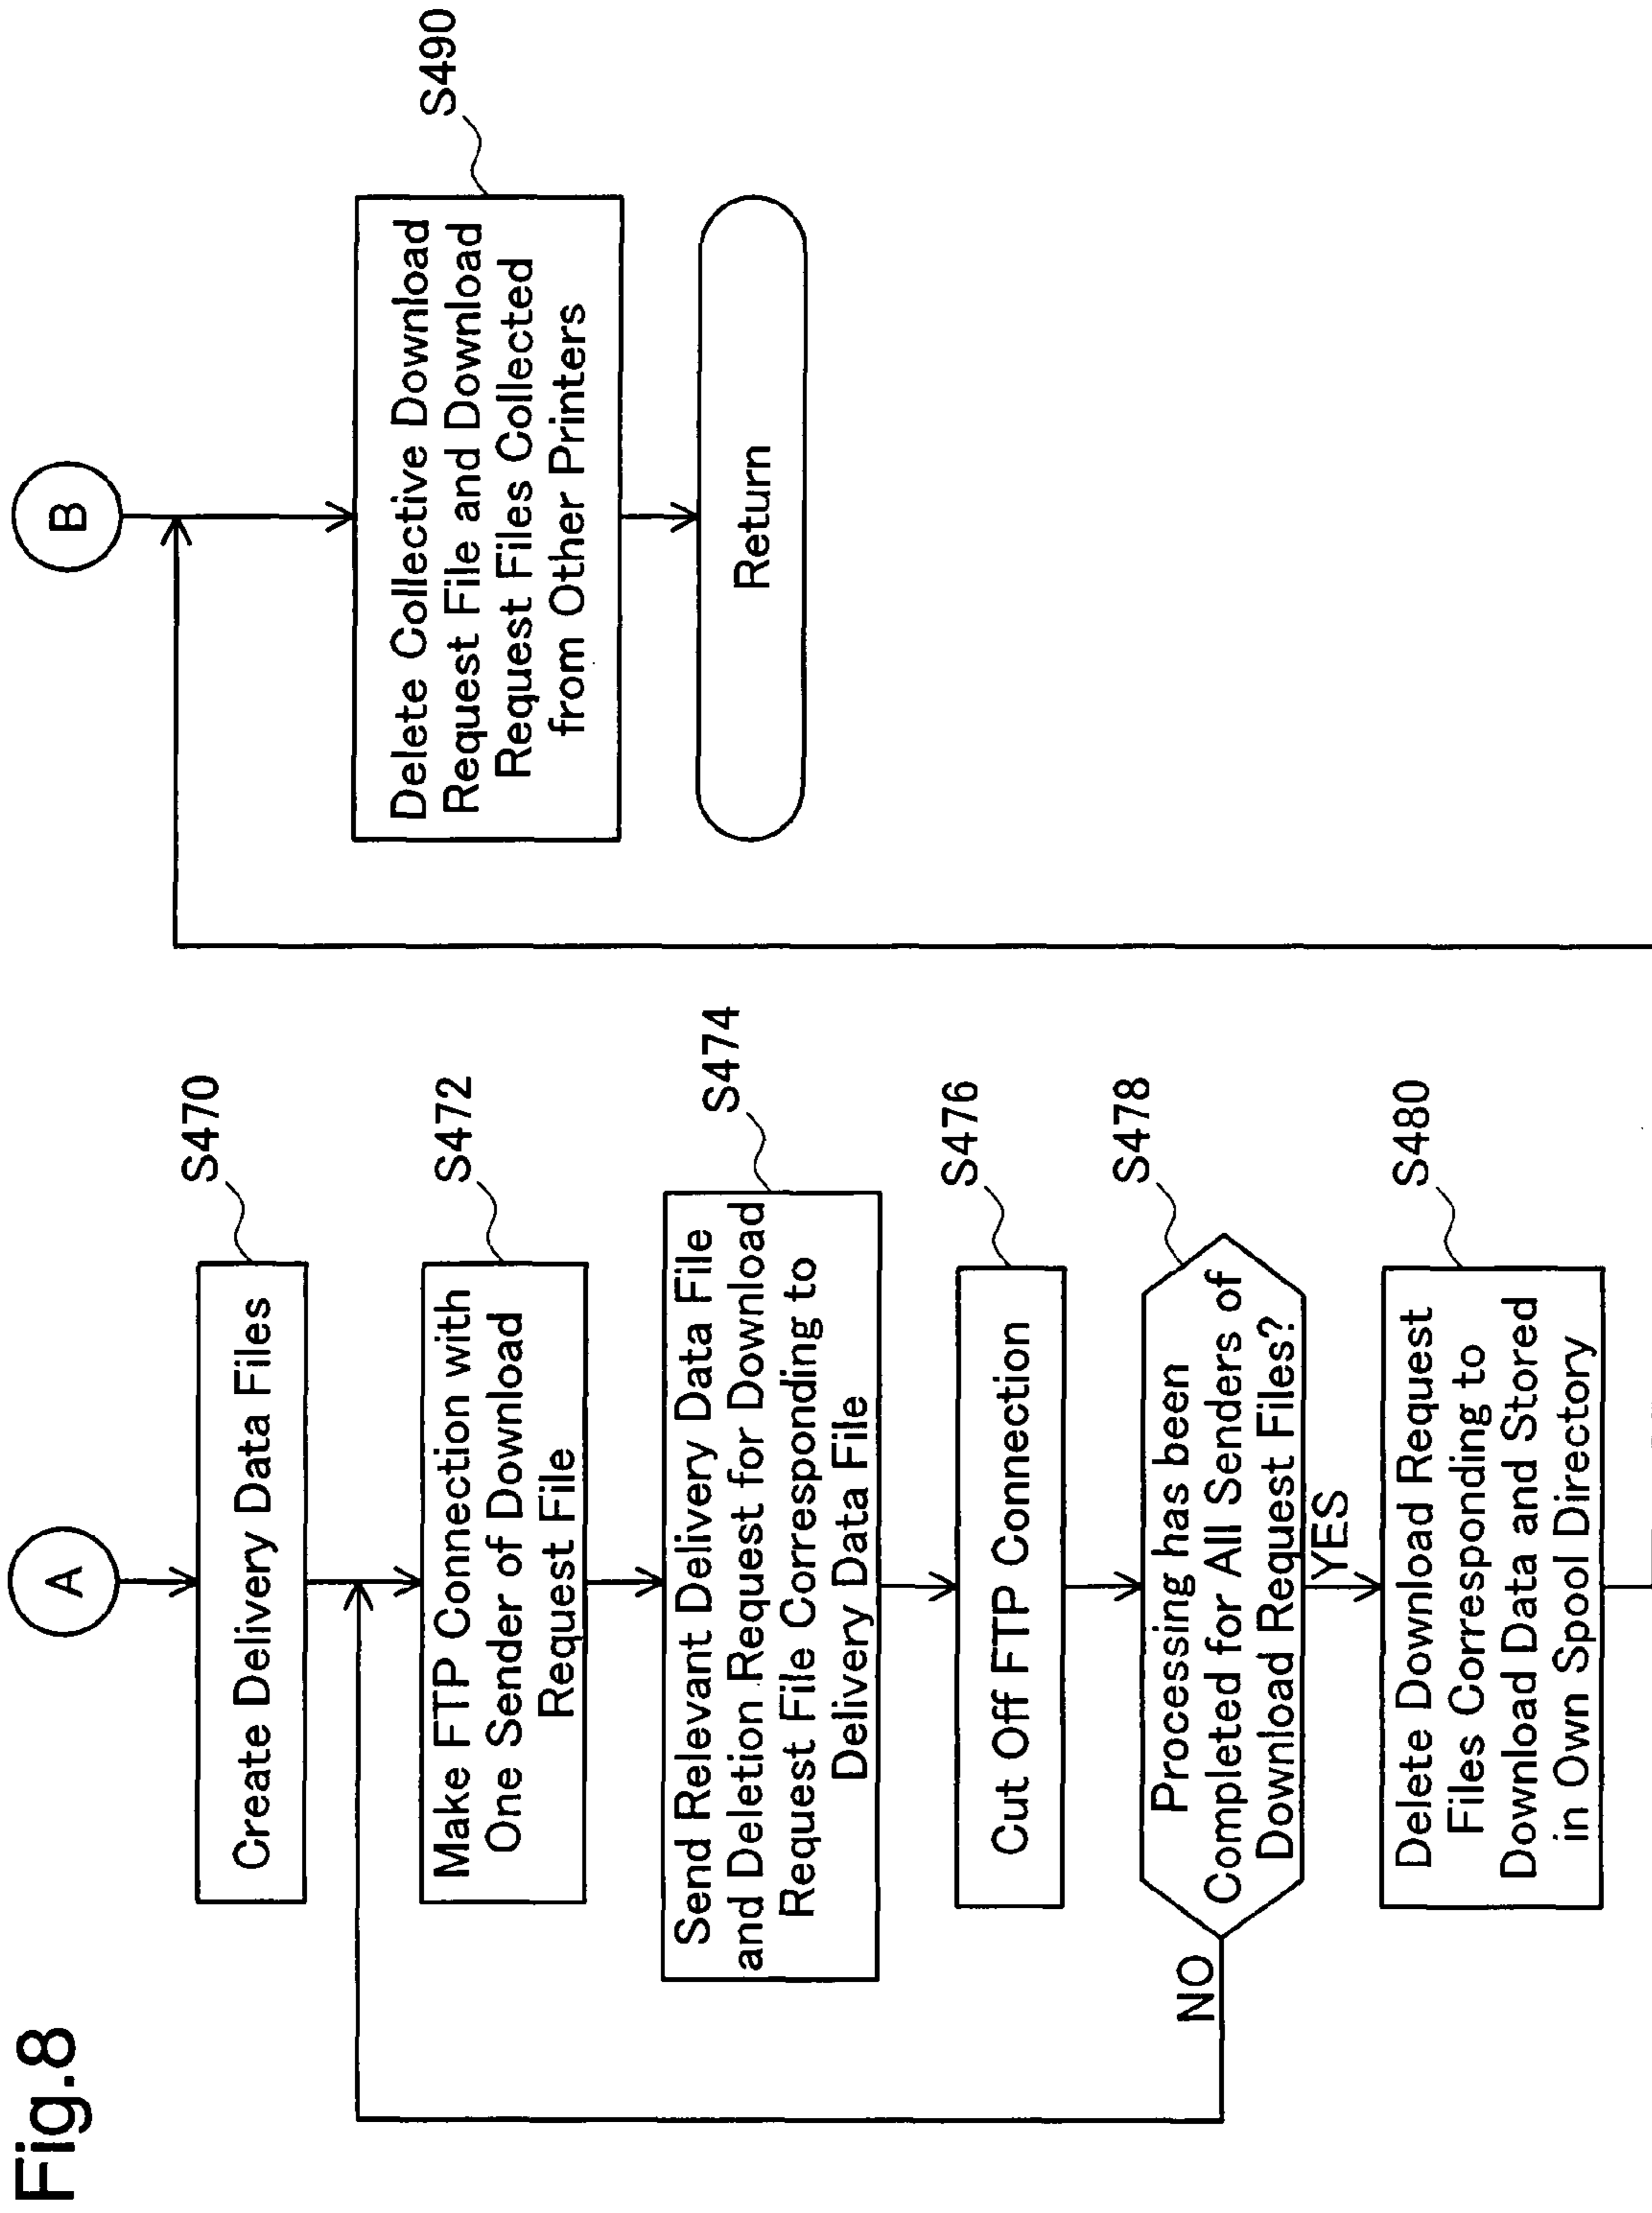 Fig.8
A
S470
Create Delivery Data Files
S472
Make FTP Connection with
One Sender of Download
Request File
S474
Send Relevant Delivery Data File
and Deletion Request for Download
Request File Corresponding to
Delivery Data File
S476
Cut Off FTP Connection
S478
Processing has been
Completed for All Senders of
Download Request Files?
NO
YES
S480
Delete Download Request
Files Corresponding to
Download Data and Stored
in Own Spool Directory
B
S490
Delete Collective Download
Request File and Download
Request Files Collected
from Other Printers
Return